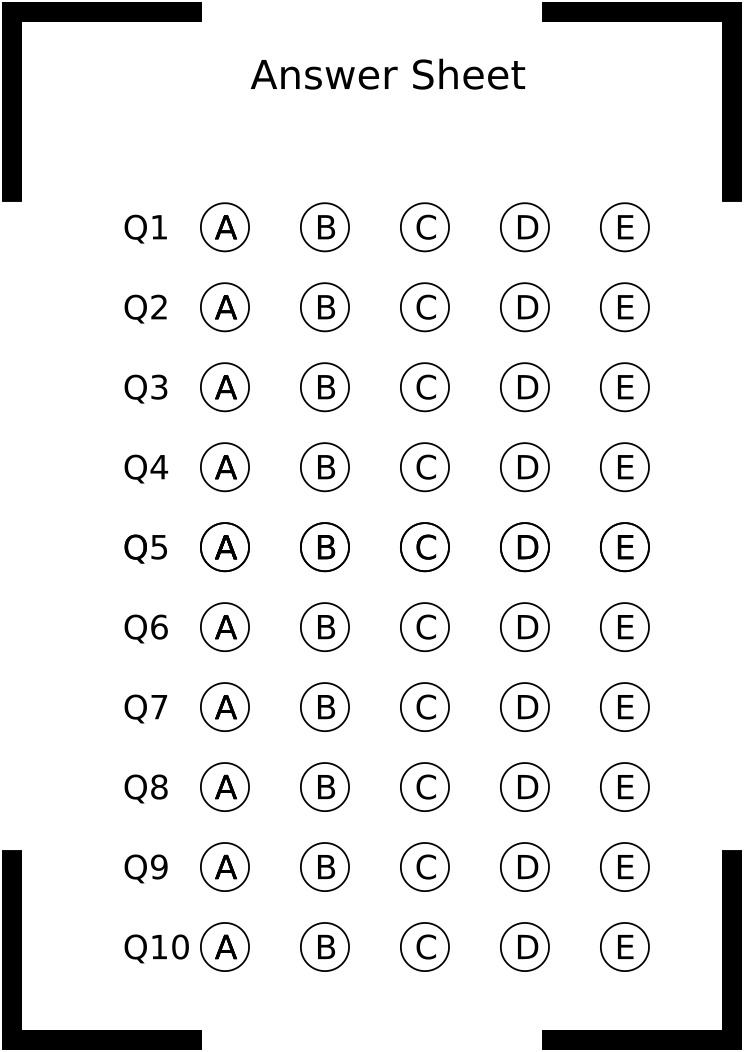 Answer Sheet
Q1 A B C D E
Q2 A B C D E
Q3 A B C D E
Q4 A B C D E
Q5 A B C D E
Q6 A B C D E
Q7 A B C D E
Q8 A B C D E
Q9 A B C D E
Q10 A B C D E